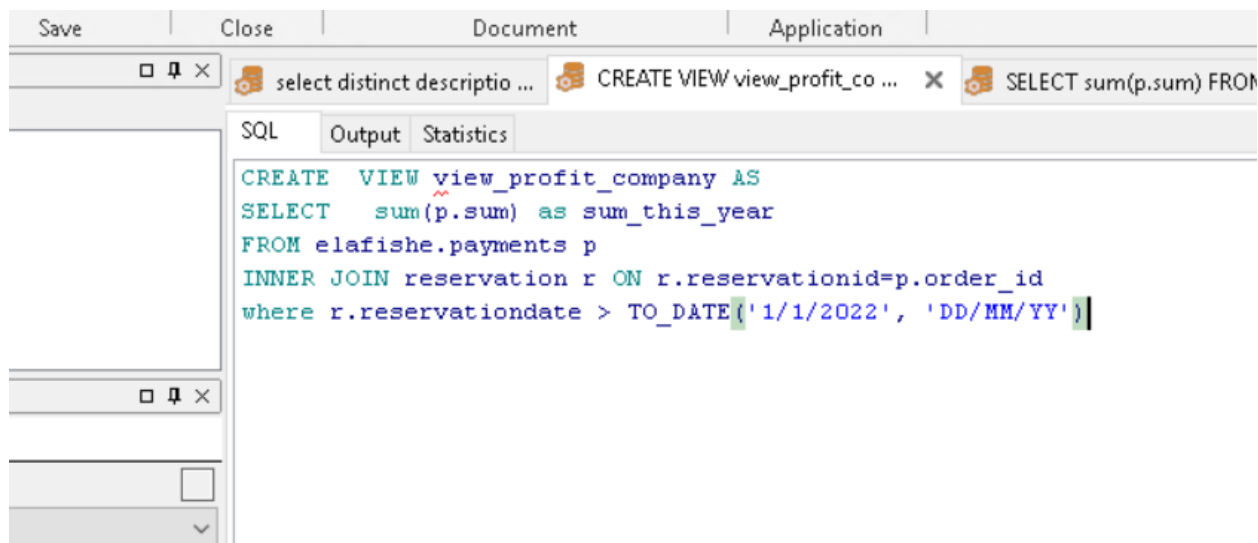 Save Close Document Application
select distinct descriptio ... CREATE VIEW view_profit_co ... SELECT sum(p.sum) FROM
SQL Output Statistics
CREATE  VIEW view_profit_company AS
SELECT   sum(p.sum) as sum_this_year
FROM elafishe.payments p
INNER JOIN reservation r ON r.reservationid=p.order_id
where r.reservationdate > TO_DATE('1/1/2022', 'DD/MM/YY')